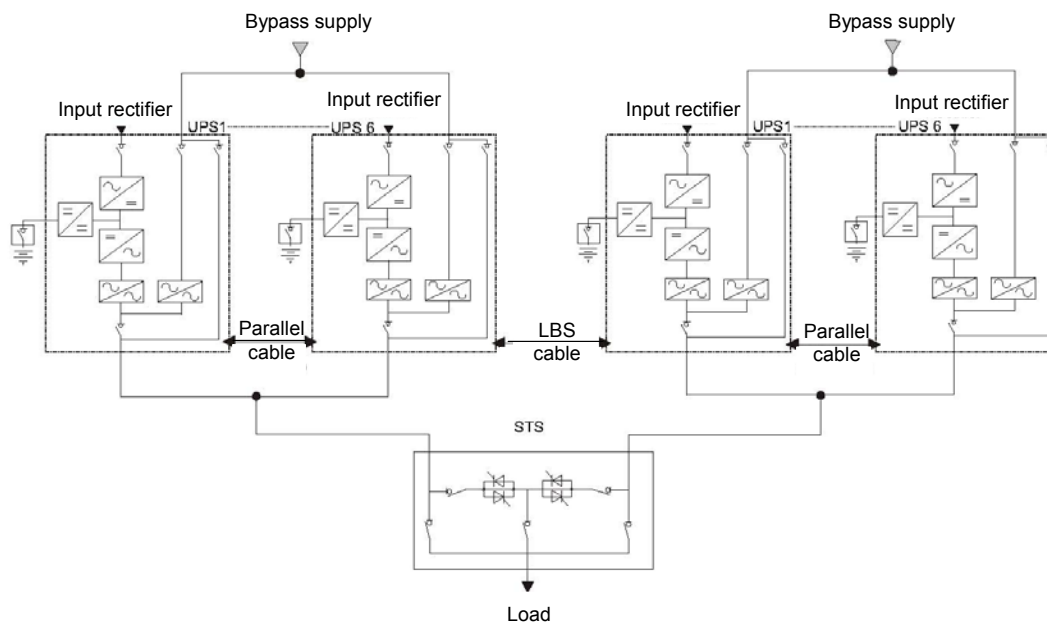 Bypass supply
Bypass supply
Input rectifier
Input rectifier
Input rectifier
Input rectifier
UPS1
UPS 6
UPS1
UPS 6
Parallel
cable
LBS
cable
Parallel
cable
STS
Load